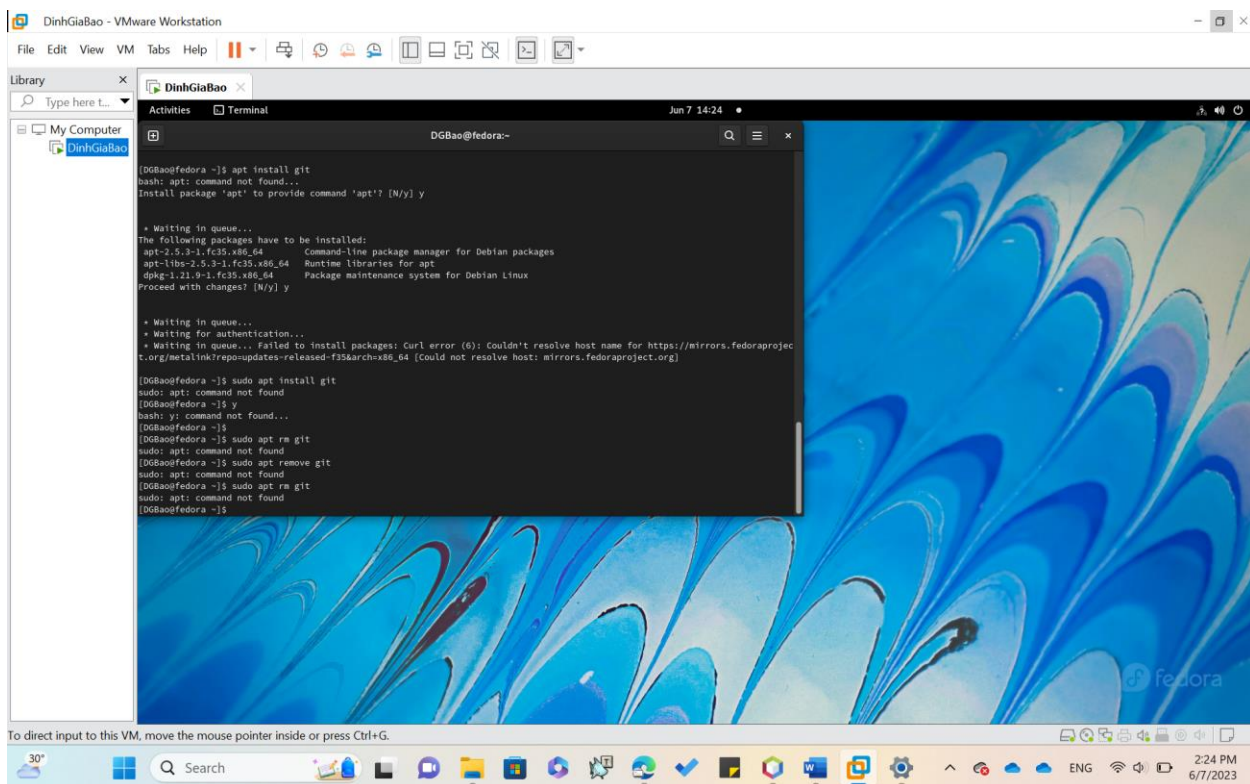 DinhGiaBao - VMware Workstation
File Edit View VM Tabs Help
Library
Type here t...
My Computer
DinhGiaBao
DinhGiaBao
Activities Terminal Jun 7 14:24
DGBao@fedora:~
[DGBao@fedora ~]$ apt install git
bash: apt: command not found...
Install package 'apt' to provide command 'apt'? [N/y] y
* Waiting in queue...
The following packages have to be installed:
apt-2.5.3-1.fc35.x86_64 Command-line package manager for Debian packages
apt-libs-2.5.3-1.fc35.x86_64 Runtime libraries for apt
dpkg-1.21.9-1.fc35.x86_64 Package maintenance system for Debian Linux
Proceed with changes? [N/y] y
* Waiting in queue...
* Waiting for authentication...
* Waiting in queue... Failed to install packages: Curl error (6): Couldn't resolve host name for https://mirrors.fedoraprojec
t.org/metalink?repo=updates-released-f35&arch=x86_64 [Could not resolve host: mirrors.fedoraproject.org]
[DGBao@fedora ~]$ sudo apt install git
sudo: apt: command not found
[DGBao@fedora ~]$ y
bash: y: command not found...
[DGBao@fedora ~]$
[DGBao@fedora ~]$ sudo apt rm git
sudo: apt: command not found
[DGBao@fedora ~]$ sudo apt remove git
sudo: apt: command not found
[DGBao@fedora ~]$ sudo apt rm git
sudo: apt: command not found
[DGBao@fedora ~]$
fedora
To direct input to this VM, move the mouse pointer inside or press Ctrl+G.
30°
Search
ENG
2:24 PM
6/7/2023